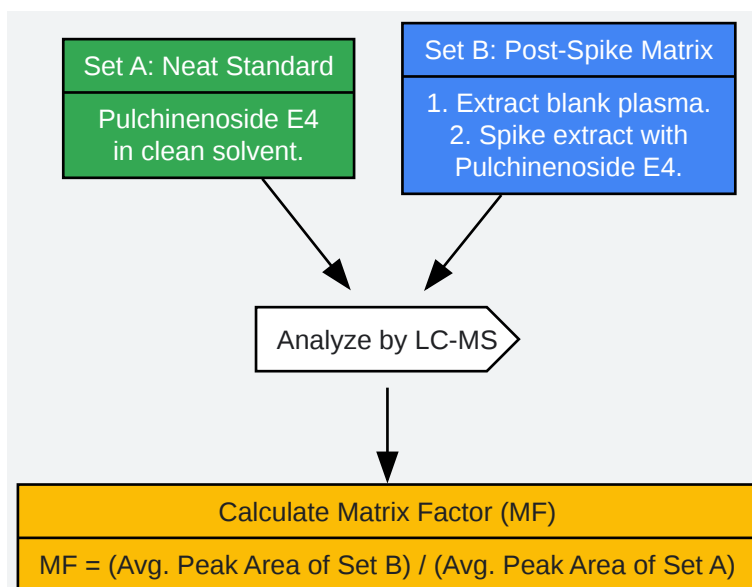 Set A: Neat Standard
Pulchinenoside E4
in clean solvent.
Set B: Post-Spike Matrix
1. Extract blank plasma.
2. Spike extract with
Pulchinenoside E4.
Analyze by LC-MS
Calculate Matrix Factor (MF)
MF = (Avg. Peak Area of Set B) / (Avg. Peak Area of Set A)